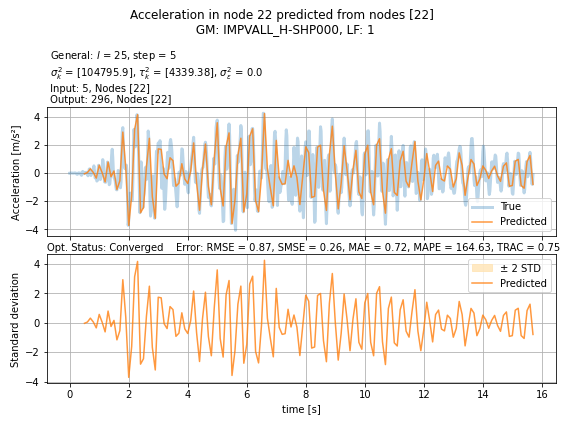 Acceleration in node 22 predicted from nodes [22]
GM: IMPVALL_H-SHP000, LF: 1
General: l = 25, step = 5
σ²ₖ = [104795.9], τ²ₖ = [4339.38], σ²ₑ = 0.0
Input: 5, Nodes [22]
Output: 296, Nodes [22]
Acceleration [m/s²]
4
2
0
−2
−4
True
Predicted
Opt. Status: Converged Error: RMSE = 0.87, SMSE = 0.26, MAE = 0.72, MAPE = 164.63, TRAC = 0.75
Standard deviation
4
2
0
−2
−4
± 2 STD
Predicted
0 2 4 6 8 10 12 14 16
time [s]